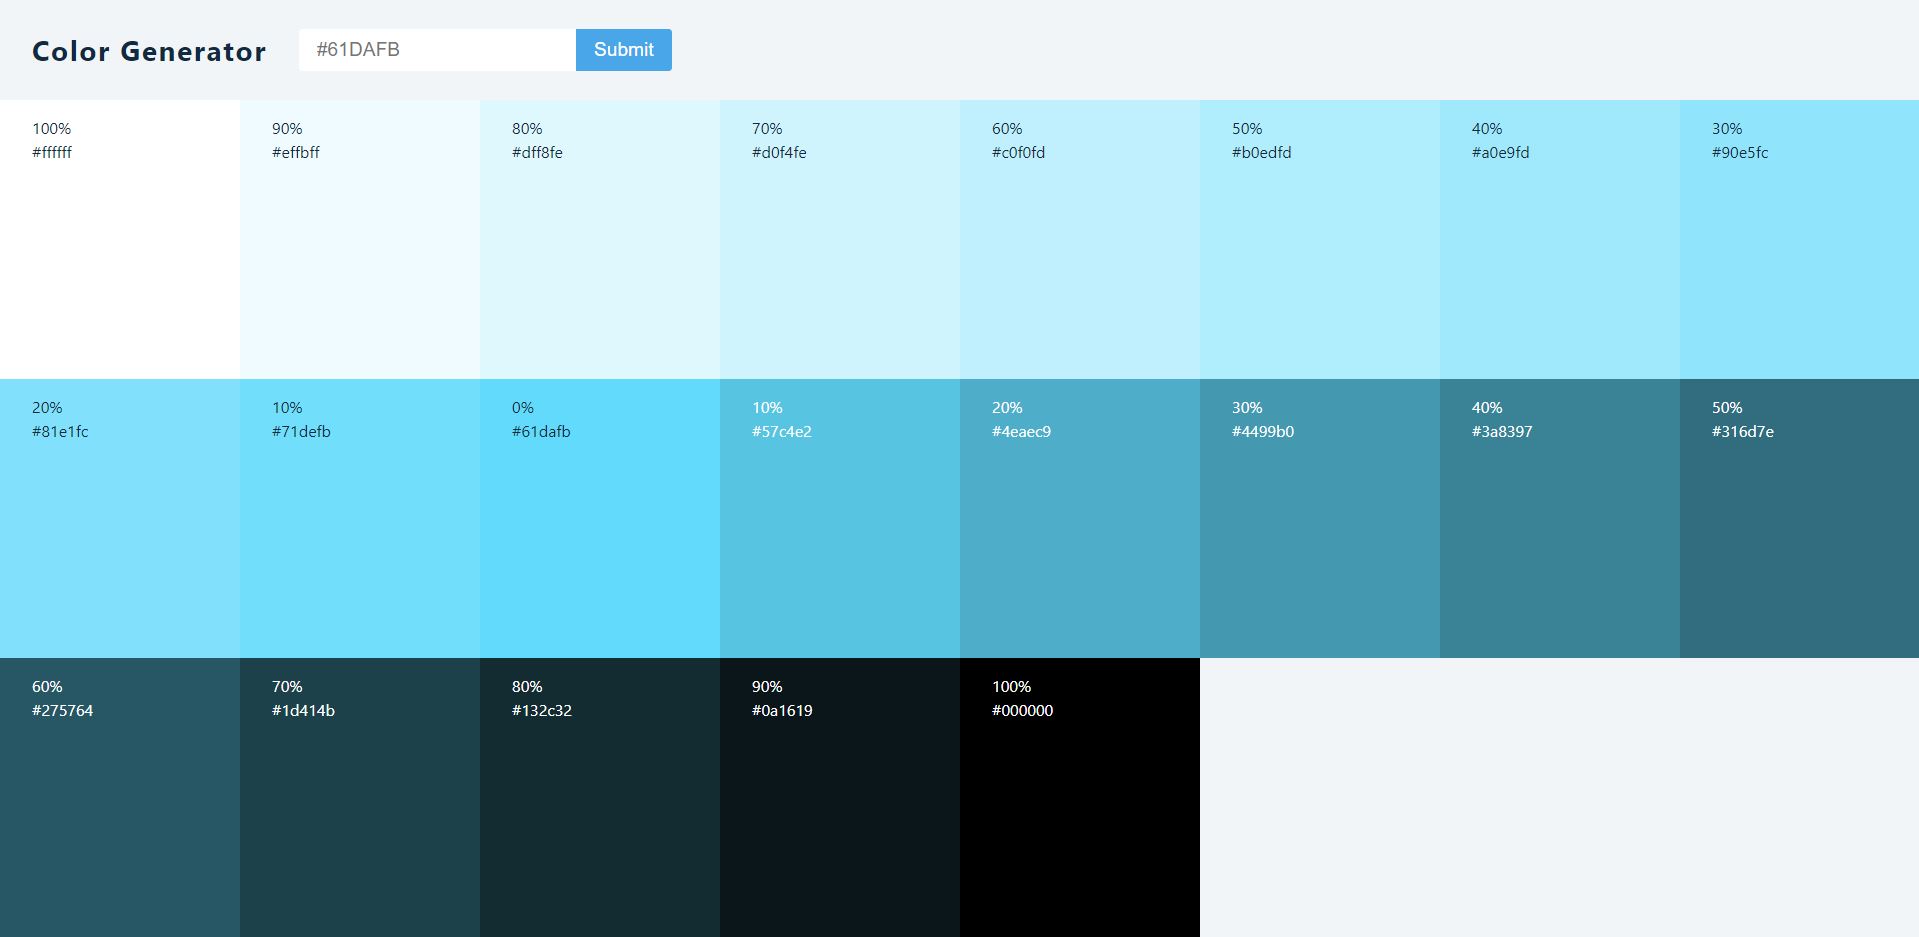 Color Generator
#61DAFB
Submit
100%
#ffffff
90%
#effbff
80%
#dff8fe
70%
#d0f4fe
60%
#c0f0fd
50%
#b0edfd
40%
#a0e9fd
30%
#90e5fc
20%
#81e1fc
10%
#71defb
0%
#61dafb
10%
#57c4e2
20%
#4eaec9
30%
#4499b0
40%
#3a8397
50%
#316d7e
60%
#275764
70%
#1d414b
80%
#132c32
90%
#0a1619
100%
#000000